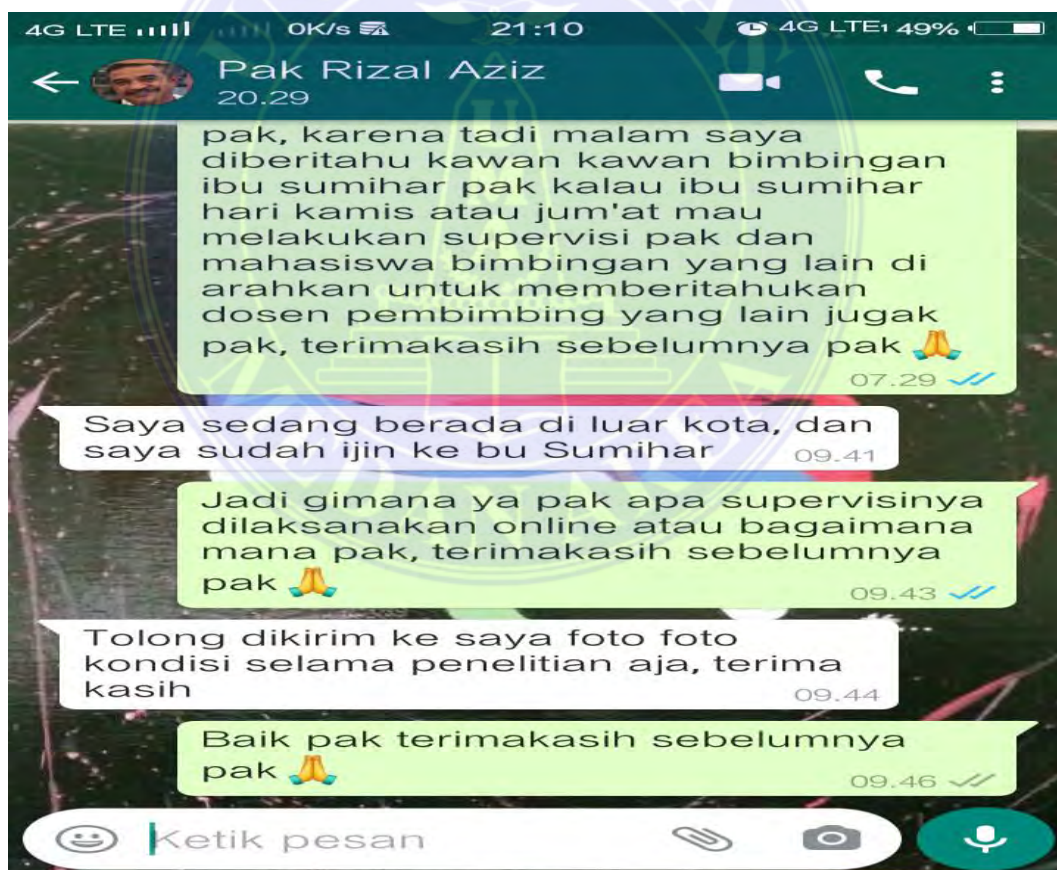 4G LTE 0K/s 21:10 4G LTE1 49%
Pak Rizal Aziz
20.29
pak, karena tadi malam saya
diberitahu kawan kawan bimbingan
ibu sumihar pak kalau ibu sumihar
hari kamis atau jum'at mau
melakukan supervisi pak dan
mahasiswa bimbingan yang lain di
arahkan untuk memberitahukan
dosen pembimbing yang lain jugak
pak, terimakasih sebelumnya pak 🙏
07.29
Saya sedang berada di luar kota, dan
saya sudah ijin ke bu Sumihar 09.41
Jadi gimana ya pak apa supervisinya
dilaksanakan online atau bagaimana
mana pak, terimakasih sebelumnya
pak 🙏 09.43
Tolong dikirim ke saya foto foto
kondisi selama penelitian aja, terima
kasih 09.44
Baik pak terimakasih sebelumnya
pak 🙏 09.46
Ketik pesan